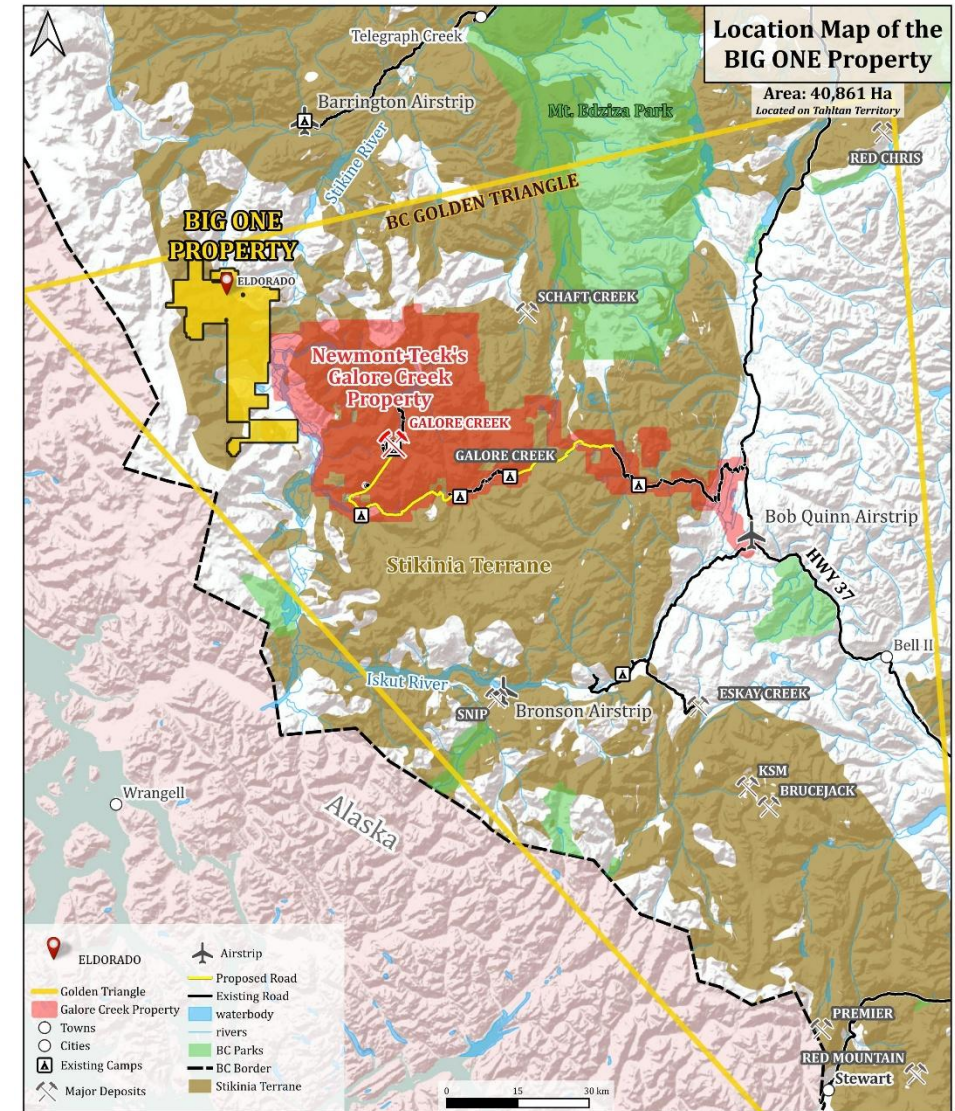 Location Map of the
BIG ONE Property
Area: 40,861 Ha
Located on Tahltan Territory
Telegraph Creek
Barrington Airstrip
Mt. Edziza Park
RED CHRIS
Stikine River
BC GOLDEN TRIANGLE
BIG ONE
PROPERTY
ELDORADO
SCHAFT CREEK
Newmont-Teck's
Galore Creek
Property
GALORE CREEK
GALORE CREEK
Bob Quinn Airstrip
Stikinia Terrane
HWY 37
Bell II
Iskut River
SNIP
Bronson Airstrip
ESKAY CREEK
KSM
BRUCEJACK
Wrangell
Alaska
PREMIER
RED MOUNTAIN
Stewart
ELDORADO
Golden Triangle
Galore Creek Property
Towns
Cities
Existing Camps
Major Deposits
Airstrip
Proposed Road
Existing Road
waterbody
rivers
BC Parks
BC Border
Stikinia Terrane
0 15 30 km